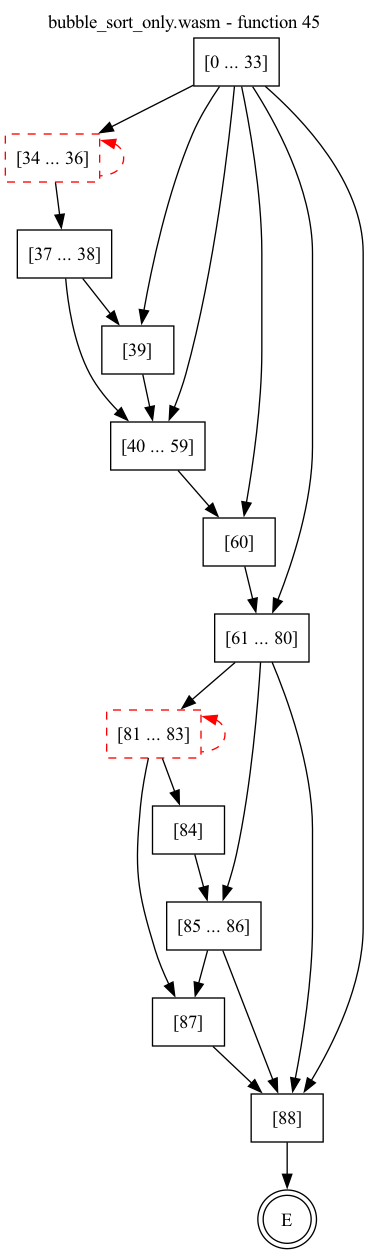 bubble_sort_only.wasm - function 45
[0 ... 33]
[34 ... 36]
[37 ... 38]
[39]
[40 ... 59]
[60]
[61 ... 80]
[81 ... 83]
[84]
[85 ... 86]
[87]
[88]
E